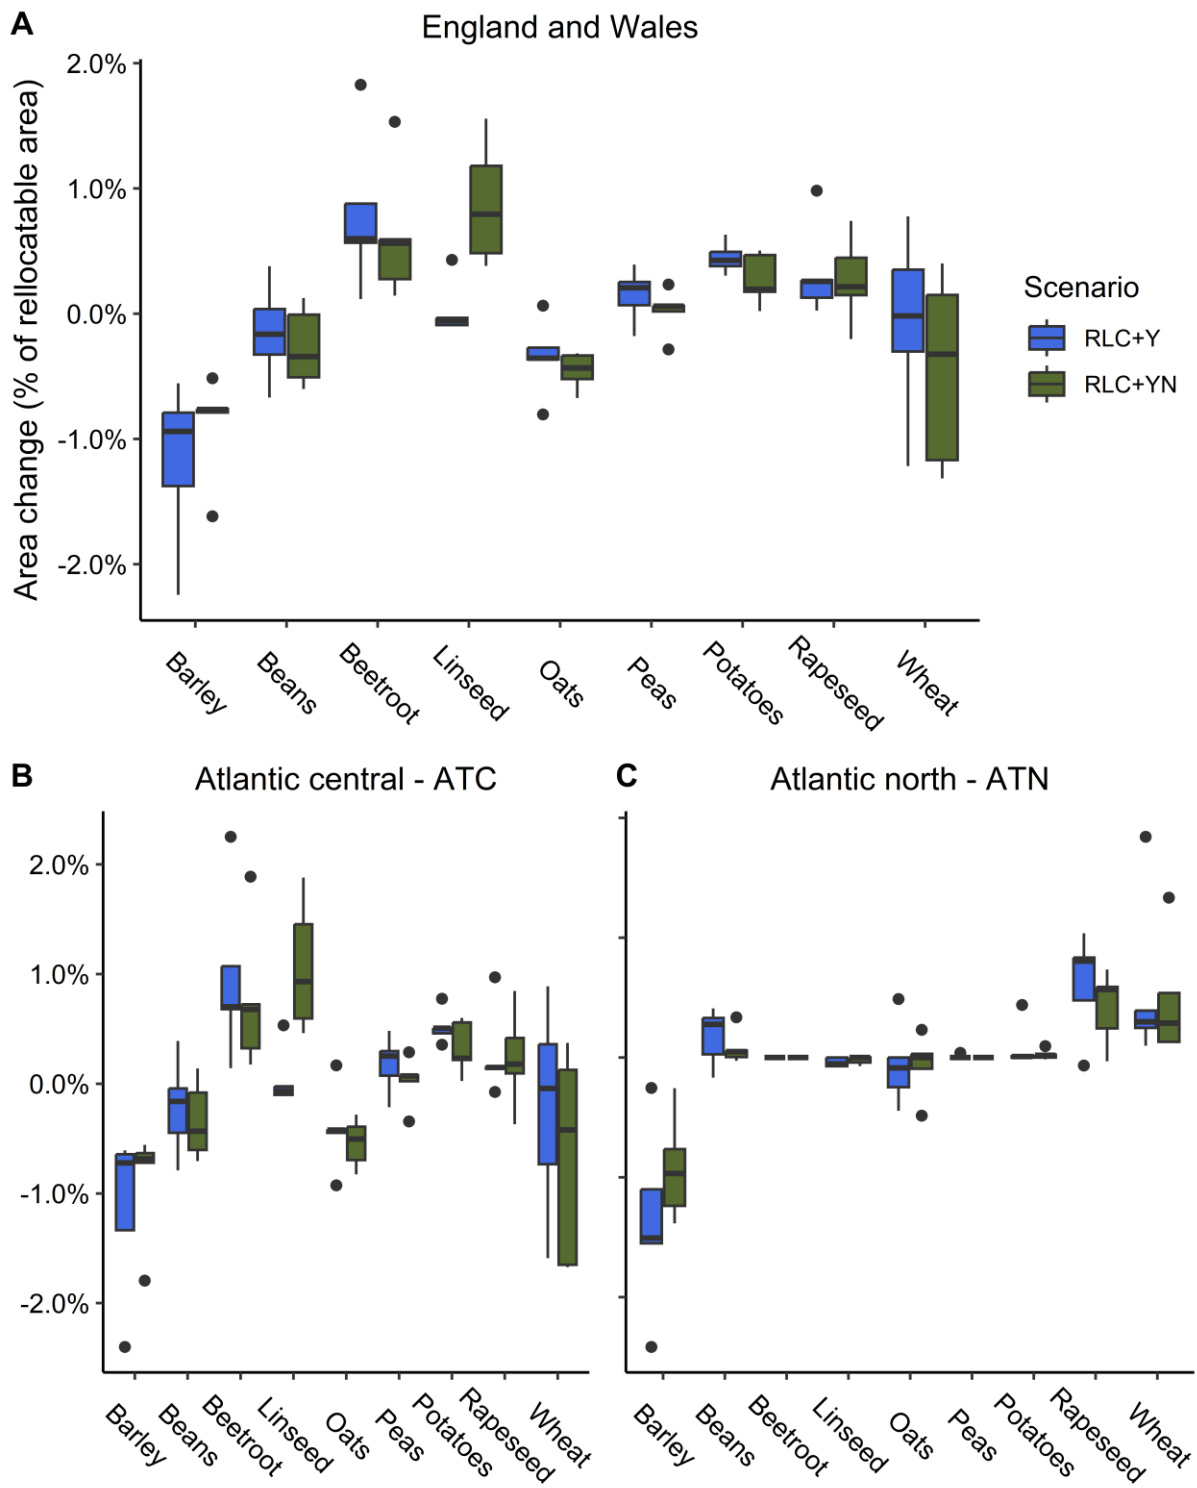 A
England and Wales
Area change (% of rellocatable area)
2.0%
1.0%
0.0%
-1.0%
-2.0%
Barley
Beans
Beetroot
Linseed
Oats
Peas
Potatoes
Rapeseed
Wheat
Scenario
RLC+Y
RLC+YN
B
Atlantic central - ATC
2.0%
1.0%
0.0%
-1.0%
-2.0%
Barley
Beans
Beetroot
Linseed
Oats
Peas
Potatoes
Rapeseed
Wheat
C
Atlantic north - ATN
Barley
Beans
Beetroot
Linseed
Oats
Peas
Potatoes
Rapeseed
Wheat